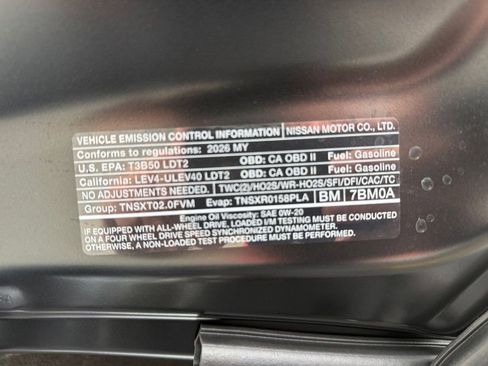 VEHICLE EMISSION CONTROL INFORMATION NISSAN MOTOR CO., LTD.
Conforms to regulations: 2026 MY
U.S. EPA: T3B50 LDT2 OBD: CA OBD II Fuel: Gasoline
California: LEV4-ULEV40 LDT2 OBD: CA OBD II Fuel: Gasoline
NO ADJUSTMENTS NEEDED. TWC(2)/HO2S/WR-HO2S/SFI/DFI/CAC/TC
Group: TNSXT02.0FVM Evap: TNSXR0158PLA BM 7BM0A
Engine Oil Viscosity: SAE 0W-20
IF EQUIPPED WITH ALL-WHEEL DRIVE, LOADED I/M TESTING MUST BE CONDUCTED
ON A FOUR WHEEL DRIVE SPEED SYNCHRONIZED DYNAMOMETER.
OTHERWISE, A NON-LOADED TEST PROCEDURE MUST BE PERFORMED.